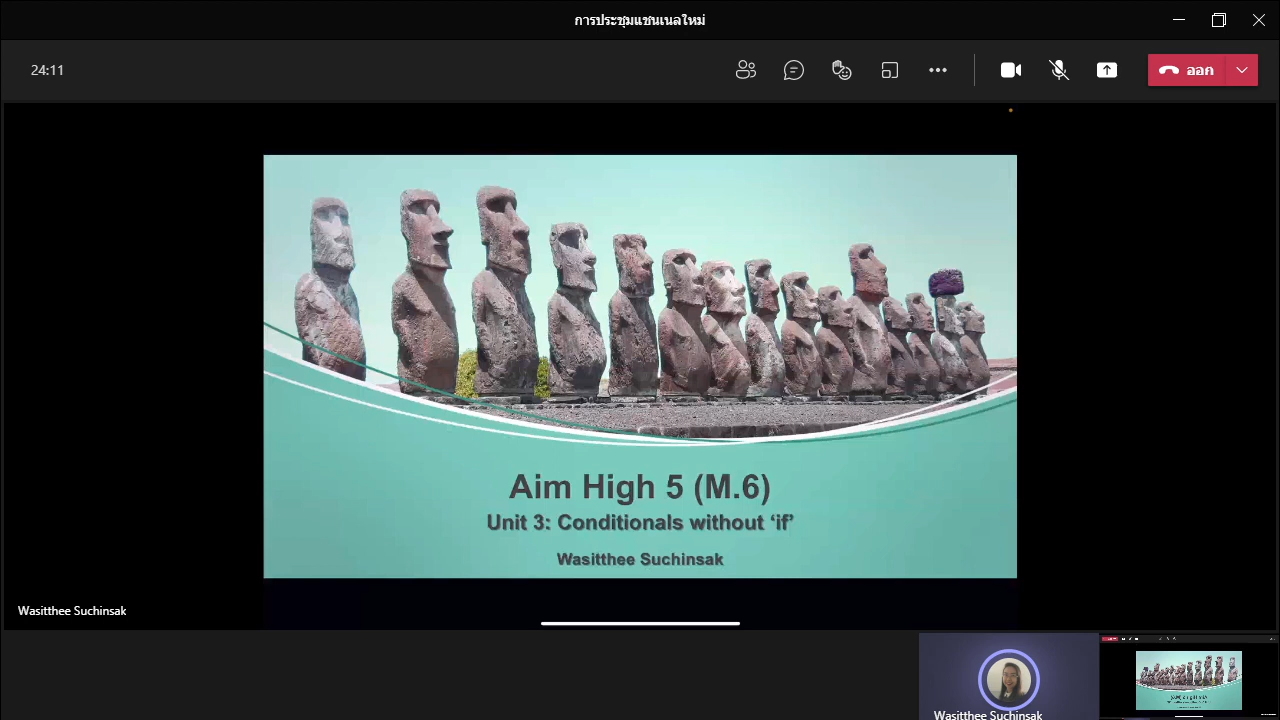 การประชุมแชนเนลใหม่
24:11
ออก
Aim High 5 (M.6)
Unit 3: Conditionals without ‘if’
Wasitthee Suchinsak
Wasitthee Suchinsak
Wasitthee Suchinsak